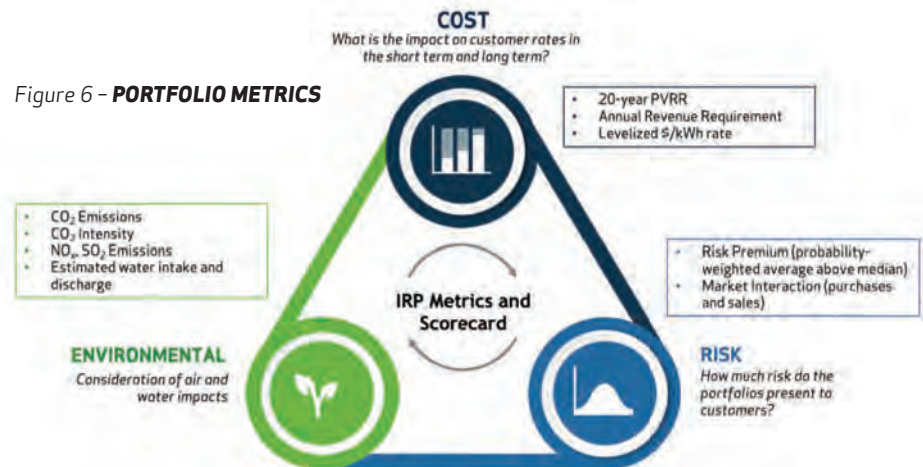 COST
What is the impact on customer rates in
the short term and long term?
Figure 6 – PORTFOLIO METRICS
• 20-year PVRR
• Annual Revenue Requirement
• Levelized $/kWh rate
• CO₂ Emissions
• CO₂ Intensity
• NOₓ, SO₂ Emissions
• Estimated water intake and
discharge
• Risk Premium (probability-
weighted average above median)
• Market Interaction (purchases
and sales)
IRP Metrics and
Scorecard
ENVIRONMENTAL
Consideration of air and
water impacts
RISK
How much risk do the
portfolios present to
customers?